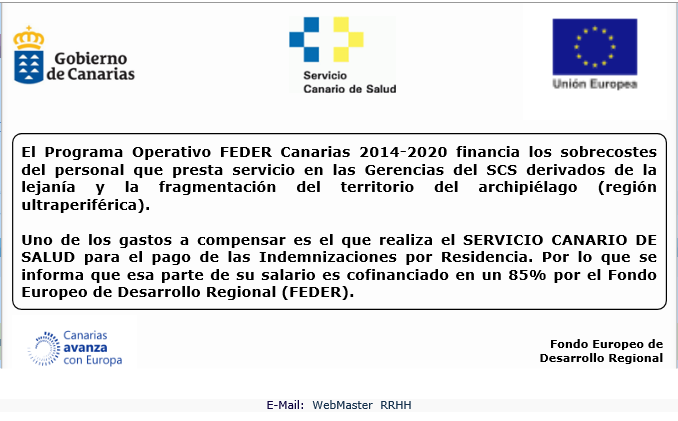 Gobierno
de Canarias
Servicio
Canario de Salud
Unión Europea
El Programa Operativo FEDER Canarias 2014-2020 financia los sobrecostes
del personal que presta servicio en las Gerencias del SCS derivados de la
lejanía y la fragmentación del territorio del archipiélago (región
ultraperiférica).
Uno de los gastos a compensar es el que realiza el SERVICIO CANARIO DE
SALUD para el pago de las Indemnizaciones por Residencia. Por lo que se
informa que esa parte de su salario es cofinanciado en un 85% por el Fondo
Europeo de Desarrollo Regional (FEDER).
Canarias
avanza
con Europa
Fondo Europeo de
Desarrollo Regional
E-Mail: WebMaster RRHH